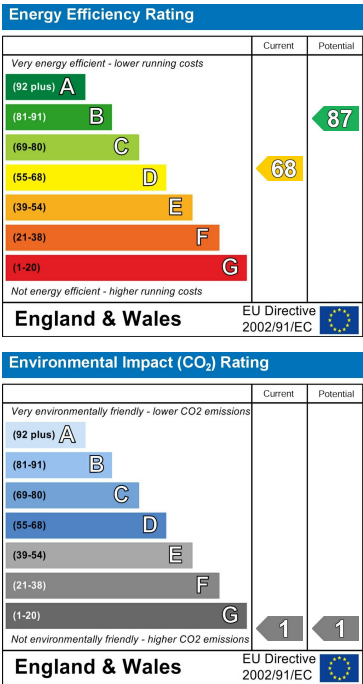 Energy Efficiency Rating
Current Potential
Very energy efficient - lower running costs
(92 plus) A
(81-91) B
87
(69-80) C
68
(55-68) D
(39-54) E
(21-38) F
(1-20) G
Not energy efficient - higher running costs
England & Wales
EU Directive
2002/91/EC
Environmental Impact (CO₂) Rating
Current Potential
Very environmentally friendly - lower CO2 emissions
(92 plus) A
(81-91) B
(69-80) C
(55-68) D
(39-54) E
(21-38) F
(1-20) G 1 1
Not environmentally friendly - higher CO2 emissions
England & Wales
EU Directive
2002/91/EC